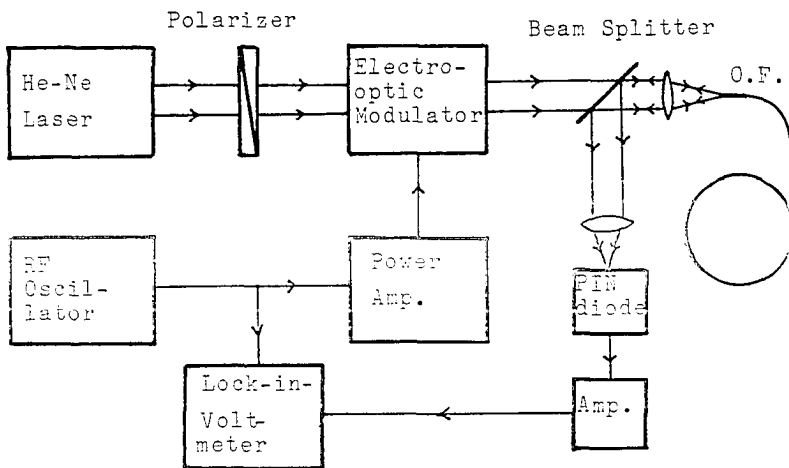 Polarizer
Beam Splitter
He-Ne
Laser
Electro-
optic
Modulator
O.F.
RF
Oscil-
lator
Power
Amp.
PIN
diode
Lock-in-
Volt-
meter
Amp.